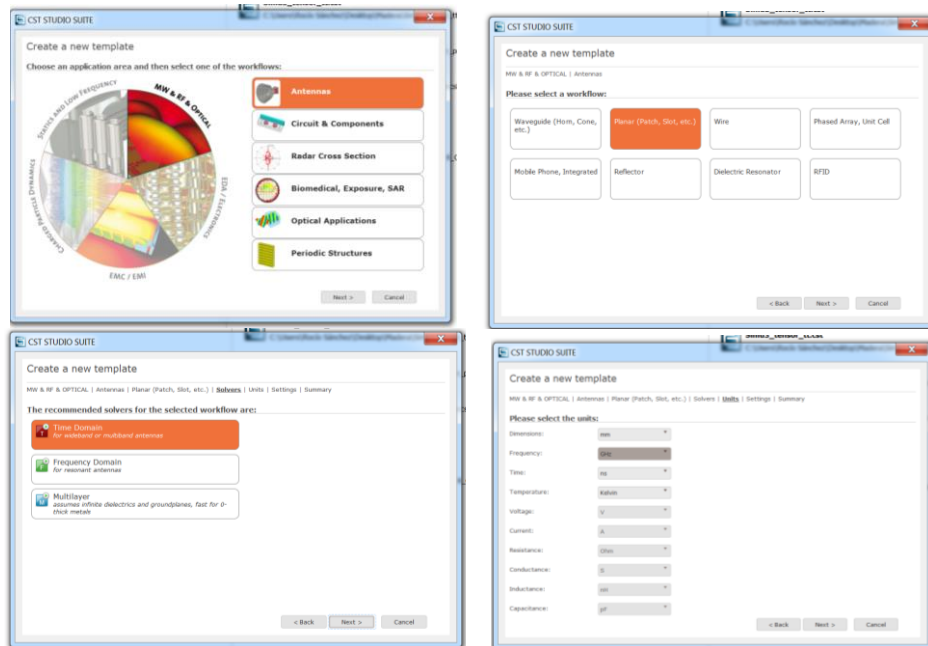 CST STUDIO SUITE
Create a new template
Choose an application area and then select one of the workflows:
STATICS AND LOW FREQUENCY
MW & RF & OPTICAL
EDA / ELECTRONICS
EMC / EMI
CHARGED PARTICLE DYNAMICS
Antennas
Circuit & Components
Radar Cross Section
Biomedical, Exposure, SAR
Optical Applications
Periodic Structures
Next >
Cancel
CST STUDIO SUITE
Create a new template
MW & RF & OPTICAL | Antennas
Please select a workflow:
Waveguide (Horn, Cone,
etc.)
Planar (Patch, Slot, etc.)
Wire
Phased Array, Unit Cell
Mobile Phone, Integrated
Reflector
Dielectric Resonator
RFID
< Back
Next >
Cancel
CST STUDIO SUITE
Create a new template
MW & RF & OPTICAL | Antennas | Planar (Patch, Slot, etc.) | Solvers | Units | Settings | Summary
The recommended solvers for the selected workflow are:
Time Domain
for wideband or multiband antennas
Frequency Domain
for resonant antennas
Multilayer
assumes infinite dielectrics and groundplanes, fast for 0-
thick metals
< Back
Next >
Cancel
CST STUDIO SUITE
Create a new template
MW & RF & OPTICAL | Antennas | Planar (Patch, Slot, etc.) | Solvers | Units | Settings | Summary
Please select the units:
Dimensions: mm
Frequency: GHz
Time: ns
Temperature: Kelvin
Voltage: V
Current: A
Resistance: Ohm
Conductance: S
Inductance:
Capacitance: pF
< Back
Next >
Cancel